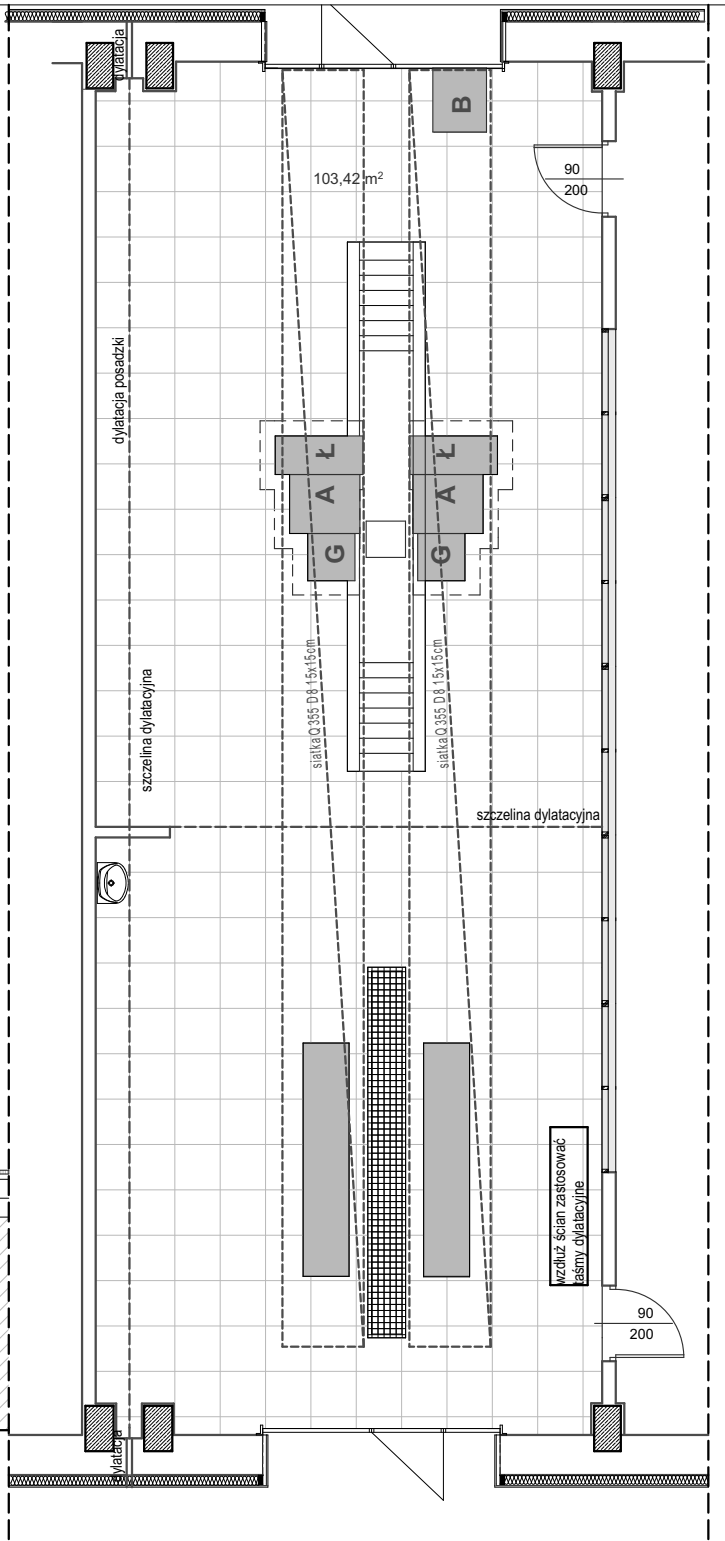 dylatacja
B
103,42 m²
90
200
dylatacja posadzki
Ł
Ł
A
A
G
G
siatka Q 355 D8 15x15cm
siatka Q 355 D8 15x15cm
szczelina dylatacyjna
szczelina dylatacyjna
wzdłuż ścian zastosować
taśmy dylatacyjne
90
200
dylatacja